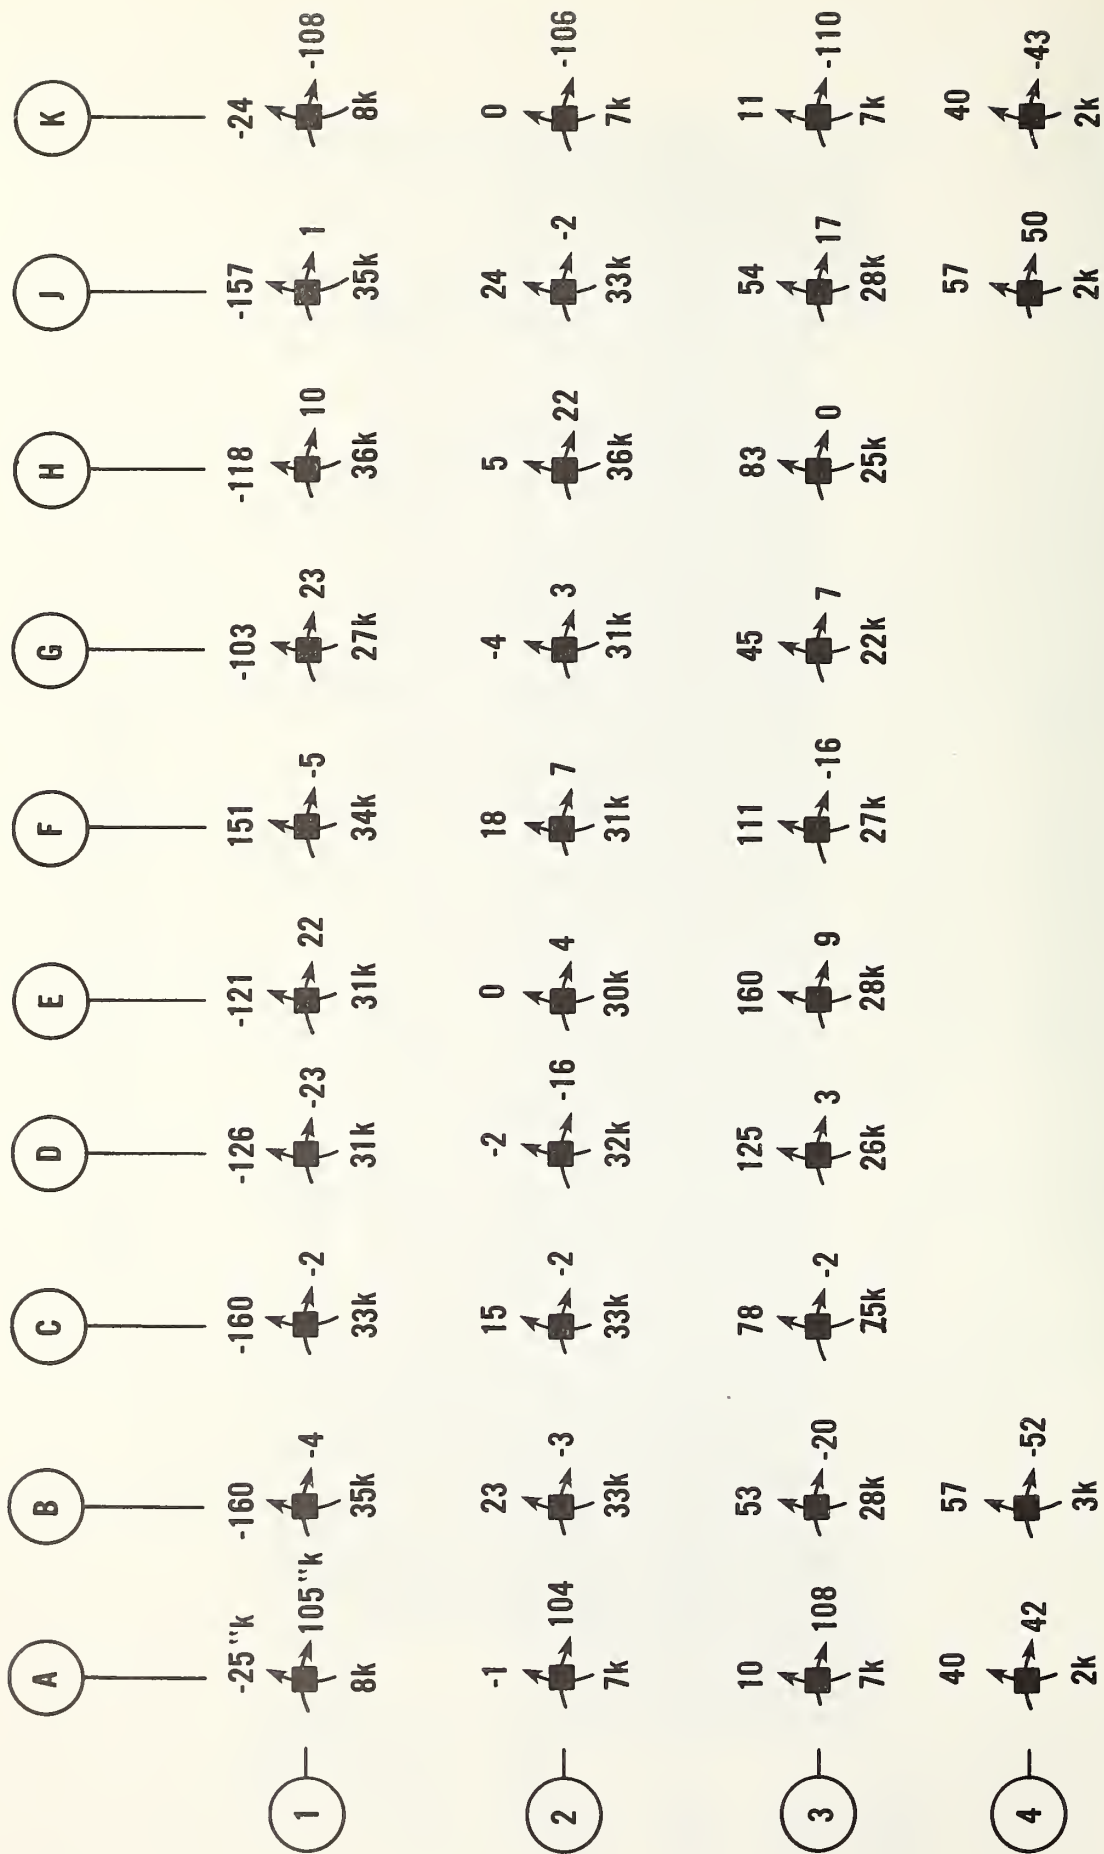 A B C D E F G H J K
-25"k -160 -160 -126 -121 151 -103 -118 -157 -24
1 105"k -4 -2 -23 22 -5 23 10 1 -108
8k 35k 33k 31k 31k 34k 27k 36k 35k 8k
-1 23 15 -2 0 18 -4 5 24 0
2 104 -3 -2 -16 4 7 3 22 -2 -106
7k 33k 33k 32k 30k 31k 31k 36k 33k 7k
10 53 78 125 160 111 45 83 54 11
3 108 -20 -2 3 9 -16 7 0 17 -110
7k 28k 26k 28k 27k 22k 25k 28k 7k
40 57 57 40
4 42 -52 50 -43
2k 3k 2k 2k